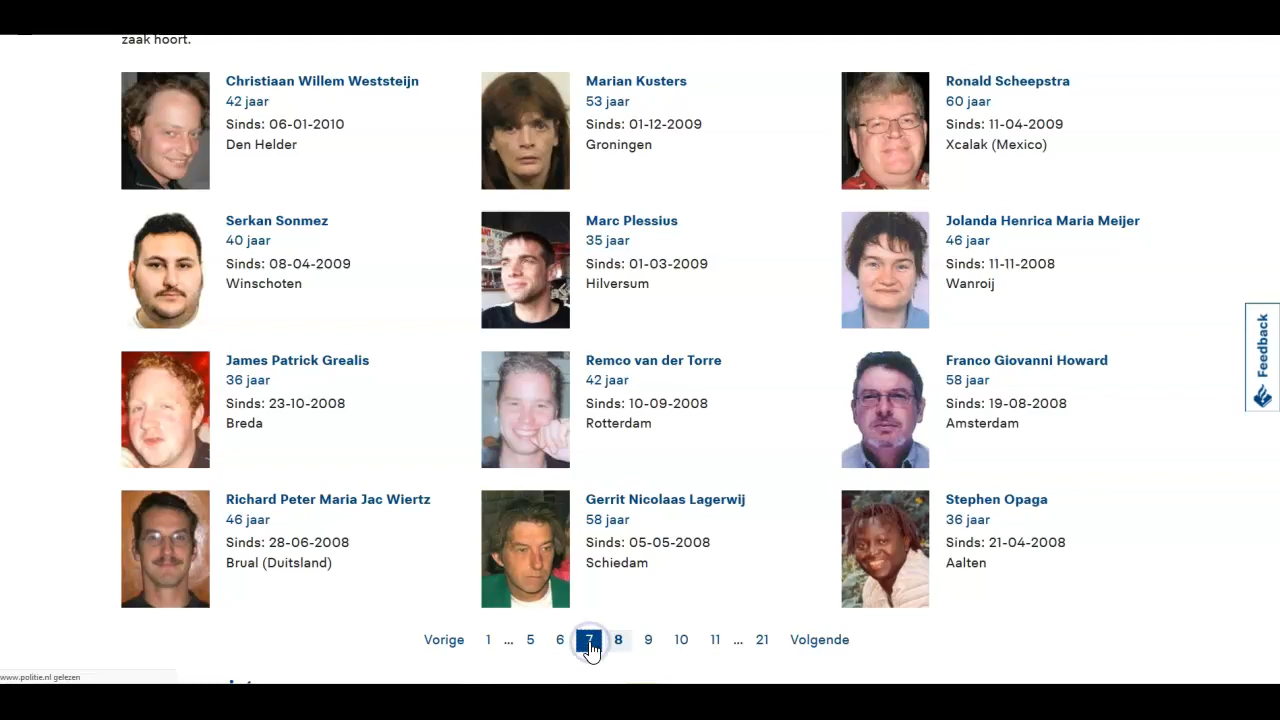 zaak hoort.
Christiaan Willem Weststeijn
42 jaar
Sinds: 06-01-2010
Den Helder
Marian Kusters
53 jaar
Sinds: 01-12-2009
Groningen
Ronald Scheepstra
60 jaar
Sinds: 11-04-2009
Xcalak (Mexico)
Serkan Sonmez
40 jaar
Sinds: 08-04-2009
Winschoten
Marc Plessius
35 jaar
Sinds: 01-03-2009
Hilversum
Jolanda Henrica Maria Meijer
46 jaar
Sinds: 11-11-2008
Wanroij
James Patrick Grealis
36 jaar
Sinds: 23-10-2008
Breda
Remco van der Torre
42 jaar
Sinds: 10-09-2008
Rotterdam
Franco Giovanni Howard
58 jaar
Sinds: 19-08-2008
Amsterdam
Richard Peter Maria Jac Wiertz
46 jaar
Sinds: 28-06-2008
Brual (Duitsland)
Gerrit Nicolaas Lagerwij
58 jaar
Sinds: 05-05-2008
Schiedam
Stephen Opaga
36 jaar
Sinds: 21-04-2008
Aalten
Feedback
Vorige 1 ... 5 6 7 8 9 10 11 ... 21 Volgende
www.politie.nl gelezen